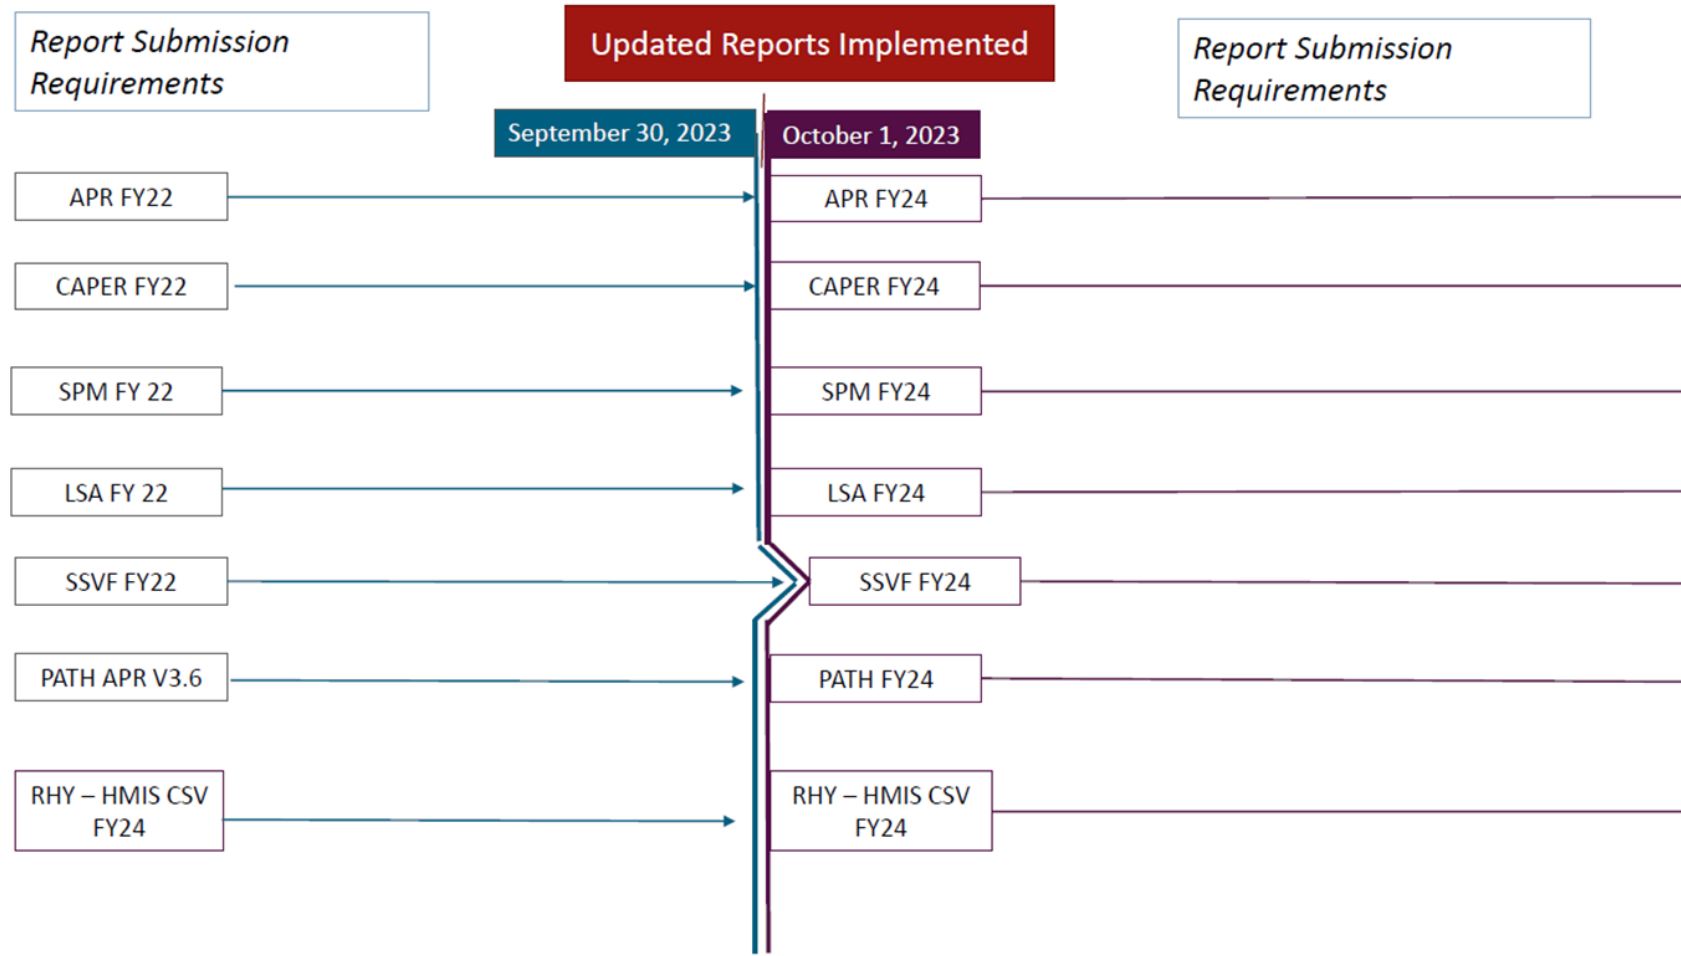 Report Submission
Requirements
Updated Reports Implemented
Report Submission
Requirements
September 30, 2023
October 1, 2023
APR FY22
APR FY24
CAPER FY22
CAPER FY24
SPM FY 22
SPM FY24
LSA FY 22
LSA FY24
SSVF FY22
SSVF FY24
PATH APR V3.6
PATH FY24
RHY – HMIS CSV
FY24
RHY – HMIS CSV
FY24